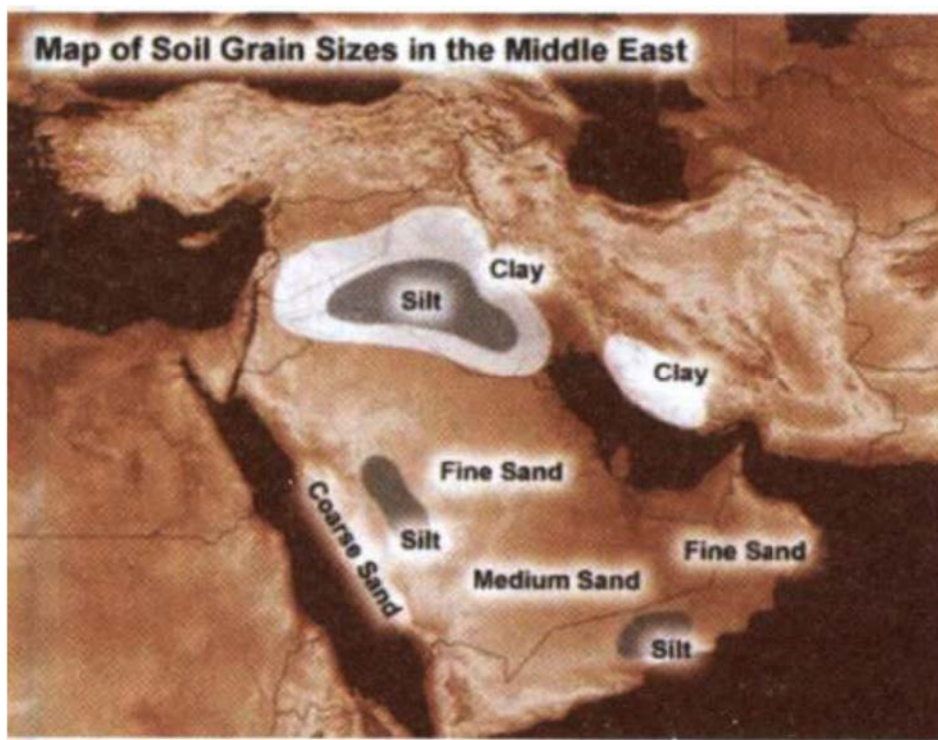 Map of Soil Grain Sizes in the Middle East
Clay
Silt
Clay
Fine Sand
Coarse Sand
Silt
Fine Sand
Medium Sand
Silt